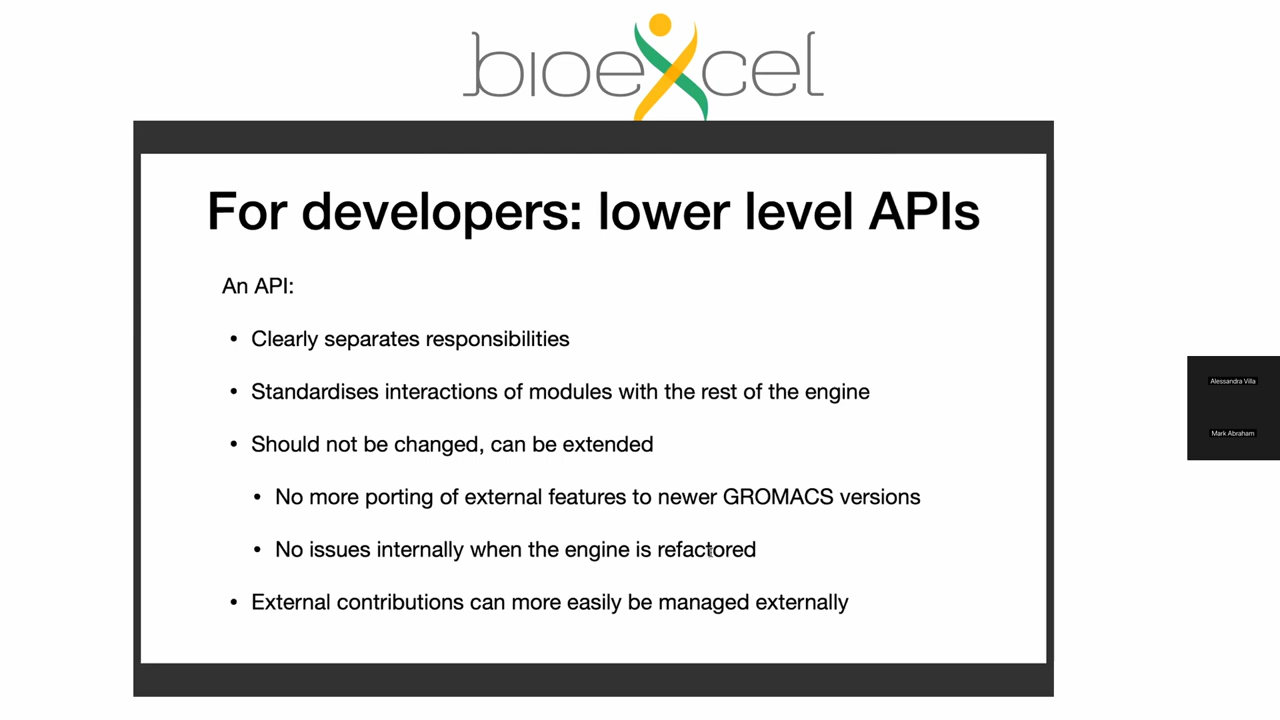 bioexcel
For developers: lower level APIs
An API:
• Clearly separates responsibilities
• Standardises interactions of modules with the rest of the engine
• Should not be changed, can be extended
• No more porting of external features to newer GROMACS versions
• No issues internally when the engine is refactored
• External contributions can more easily be managed externally
Alessandra Villa
Mark Abraham